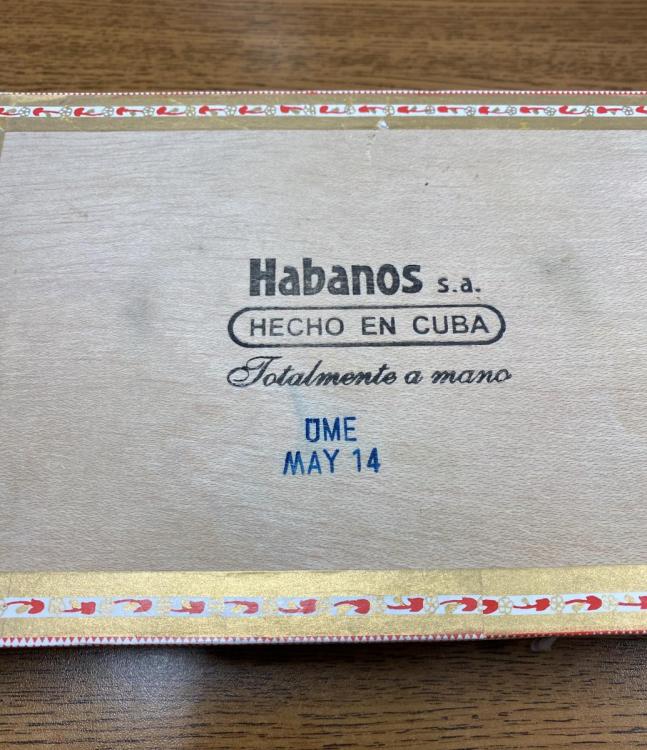 Habanos s.a.
HECHO EN CUBA
Totalmente a mano
UME
MAY 14